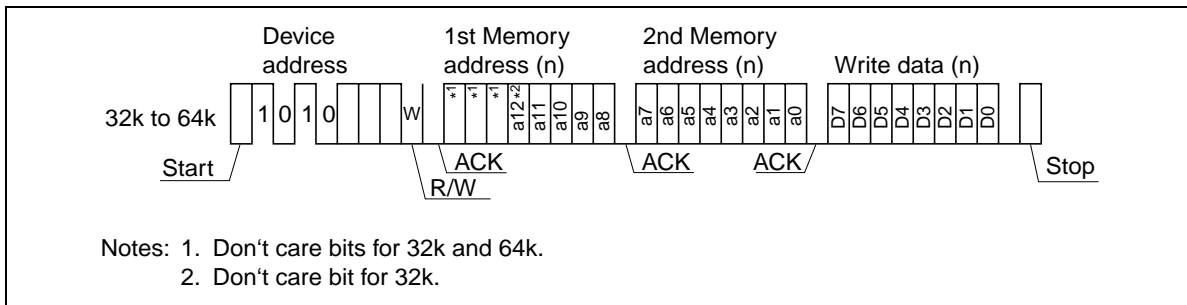 Device address
1st Memory address (n)
2nd Memory address (n)
Write data (n)
32k to 64k
1 0 1 0 W *1 *1 *1 a12*2 a11 a10 a9 a8 a7 a6 a5 a4 a3 a2 a1 a0 D7 D6 D5 D4 D3 D2 D1 D0
Start
ACK
ACK
ACK
Stop
R/W
Notes: 1. Don‘t care bits for 32k and 64k.
2. Don‘t care bit for 32k.